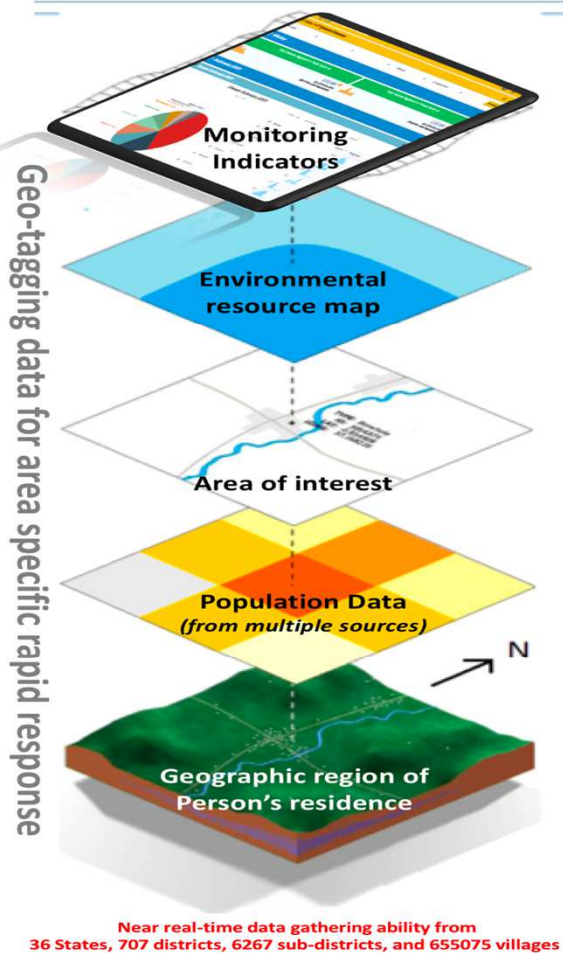 Monitoring
Indicators
Environmental
resource map
Area of interest
Population Data
(from multiple sources)
N
Geographic region of
Person's residence
Geo-tagging data for area specific rapid response
Near real-time data gathering ability from
36 States, 707 districts, 6267 sub-districts, and 655075 villages